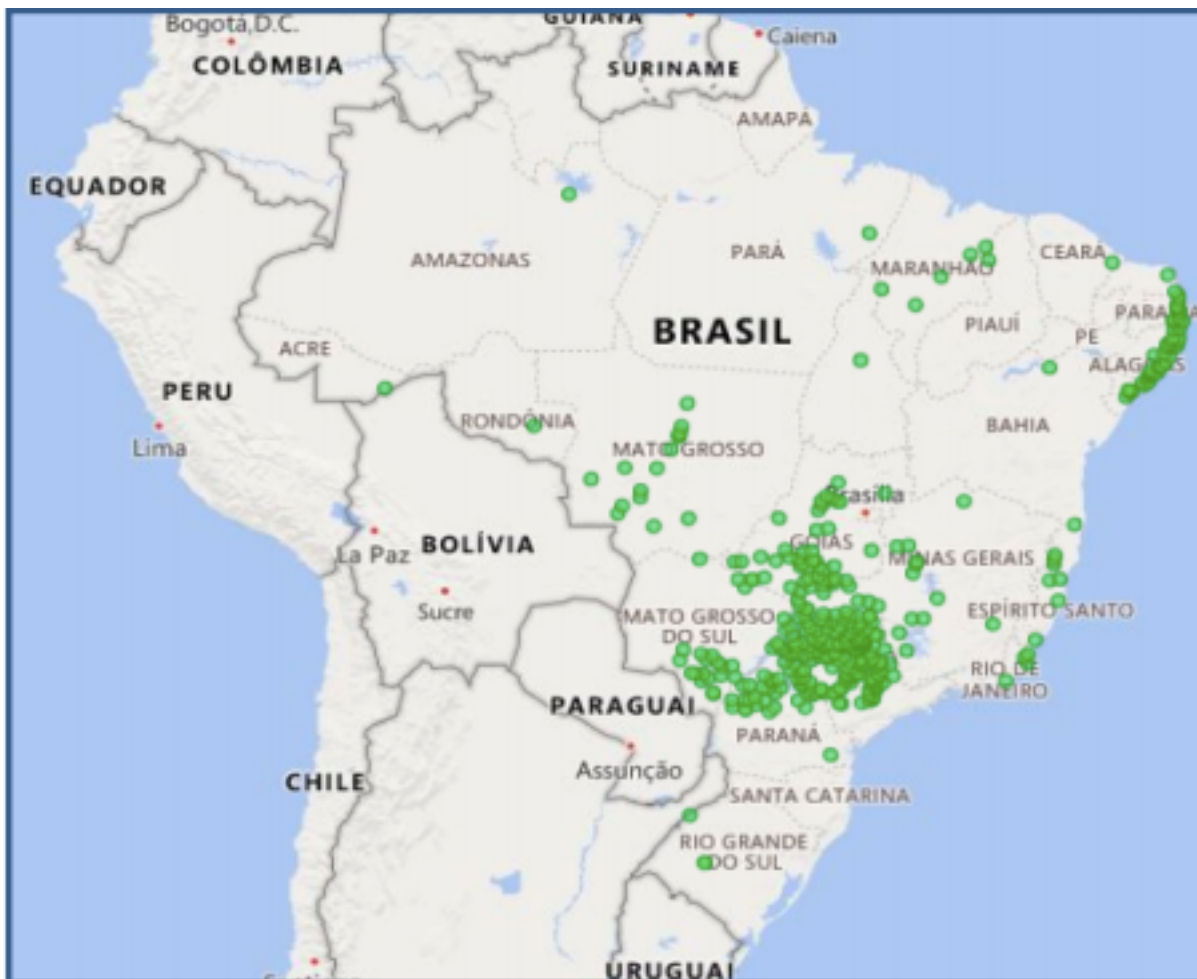 Bogotá, D.C.
GUIANA
Caiena
COLÔMBIA
SURINAME
AMAPÁ
EQUADOR
AMAZONAS
PARÁ
CEARÁ
MARANHÃO
PIAUÍ
BRASIL
PE
ACRE
PERU
ALAGOAS
RONDÔNIA
BAHIA
Lima
MATO GROSSO
Brasília
La Paz
BOLÍVIA
GOIÁS
MINAS GERAIS
Sucre
MATO GROSSO
DO SUL
ESPÍRITO SANTO
RIO DE
JANEIRO
PARAGUAI
PARANÁ
Assunção
CHILE
SANTA CATARINA
RIO GRANDE
DO SUL
URUGUAI